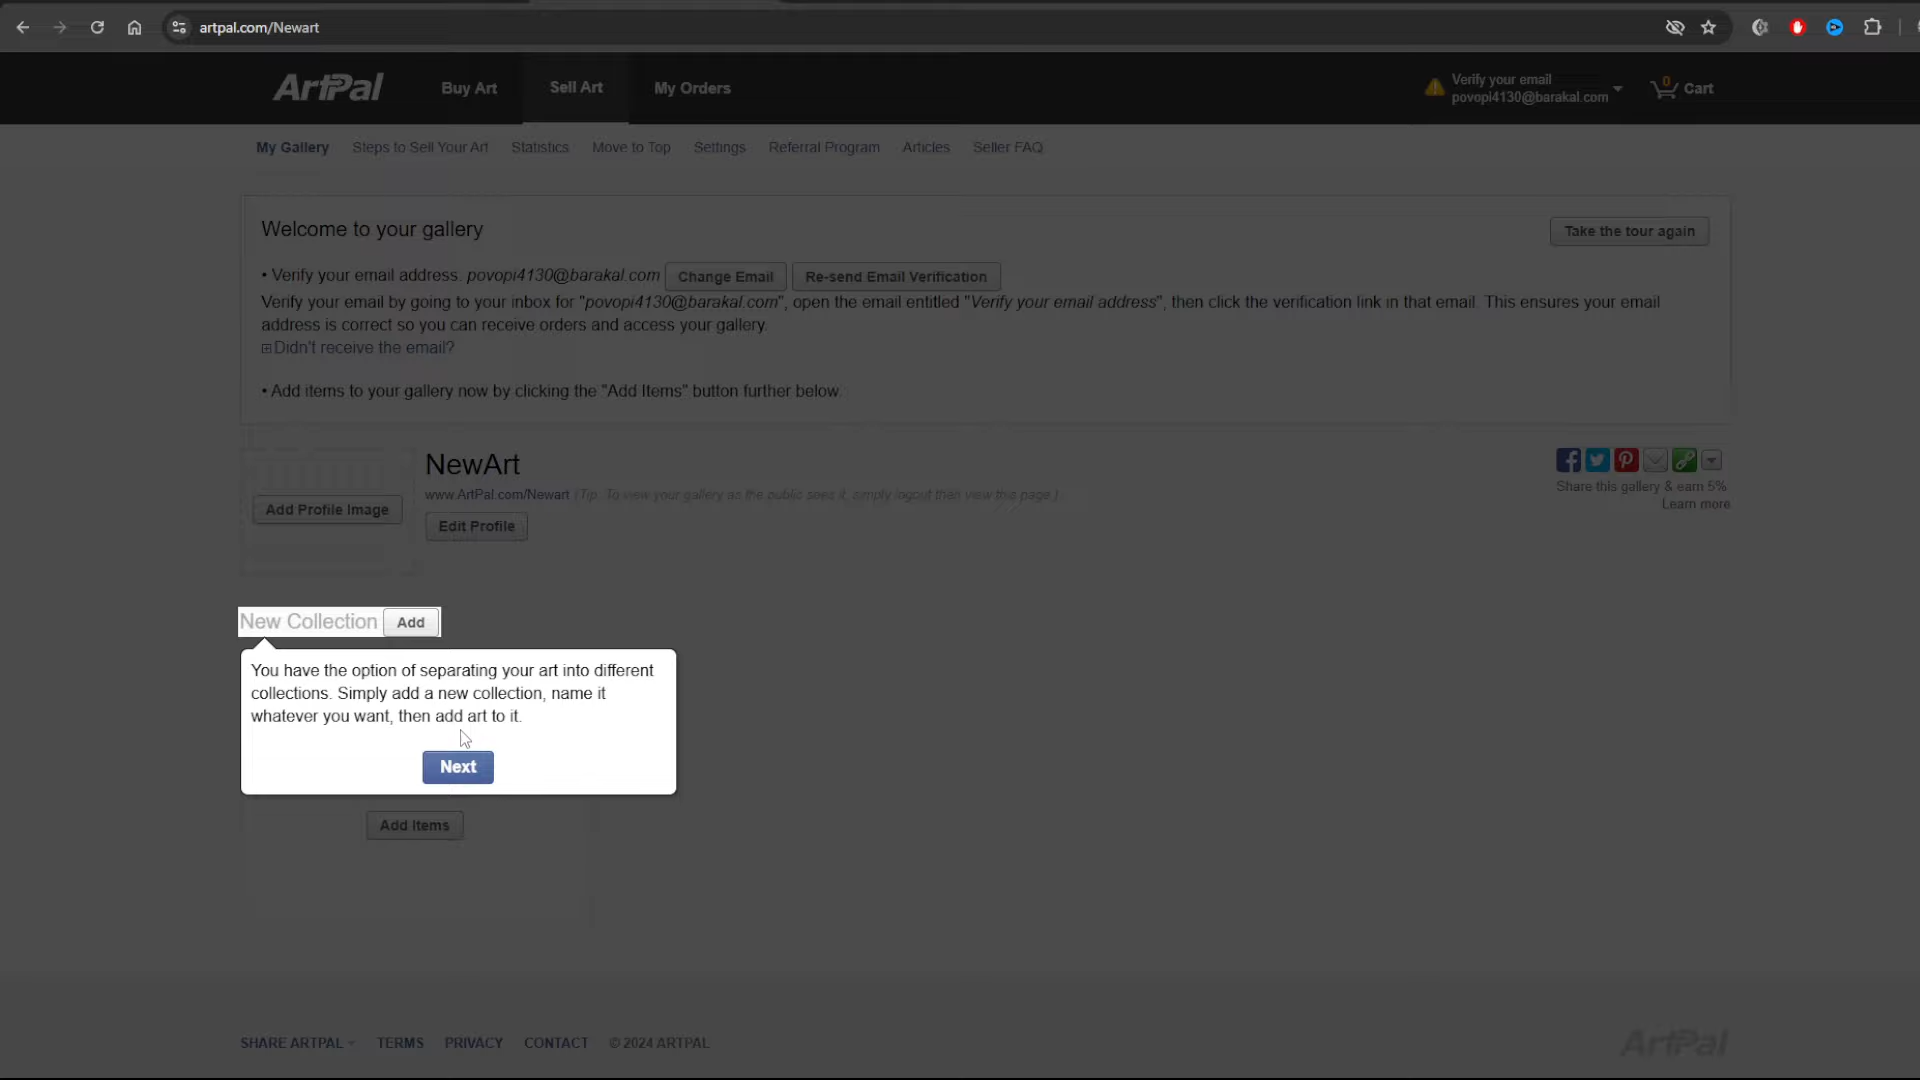 artpal.com/Newart
ArtPal
Buy Art
Sell Art
My Orders
Verify your email
povopi4130@barakal.com
0
Cart
My Gallery
Steps to Sell Your Art
Statistics
Move to Top
Settings
Referral Program
Articles
Seller FAQ
Welcome to your gallery
Take the tour again
• Verify your email address. povopi4130@barakal.com Change Email Re-send Email Verification
Verify your email by going to your inbox for "povopi4130@barakal.com", open the email entitled "Verify your email address", then click the verification link in that email. This ensures your email
address is correct so you can receive orders and access your gallery.
Didn't receive the email?
• Add items to your gallery now by clicking the "Add Items" button further below.
Add Profile Image
NewArt
www.ArtPal.com/Newart (Tip. To view your gallery as the public sees it, simply logout then view this page.)
Edit Profile
Share this gallery & earn 5%
Learn more
New Collection Add
You have the option of separating your art into different
collections. Simply add a new collection, name it
whatever you want, then add art to it.
Next
Add Items
SHARE ARTPAL
TERMS
PRIVACY
CONTACT
© 2024 ARTPAL
ArtPal